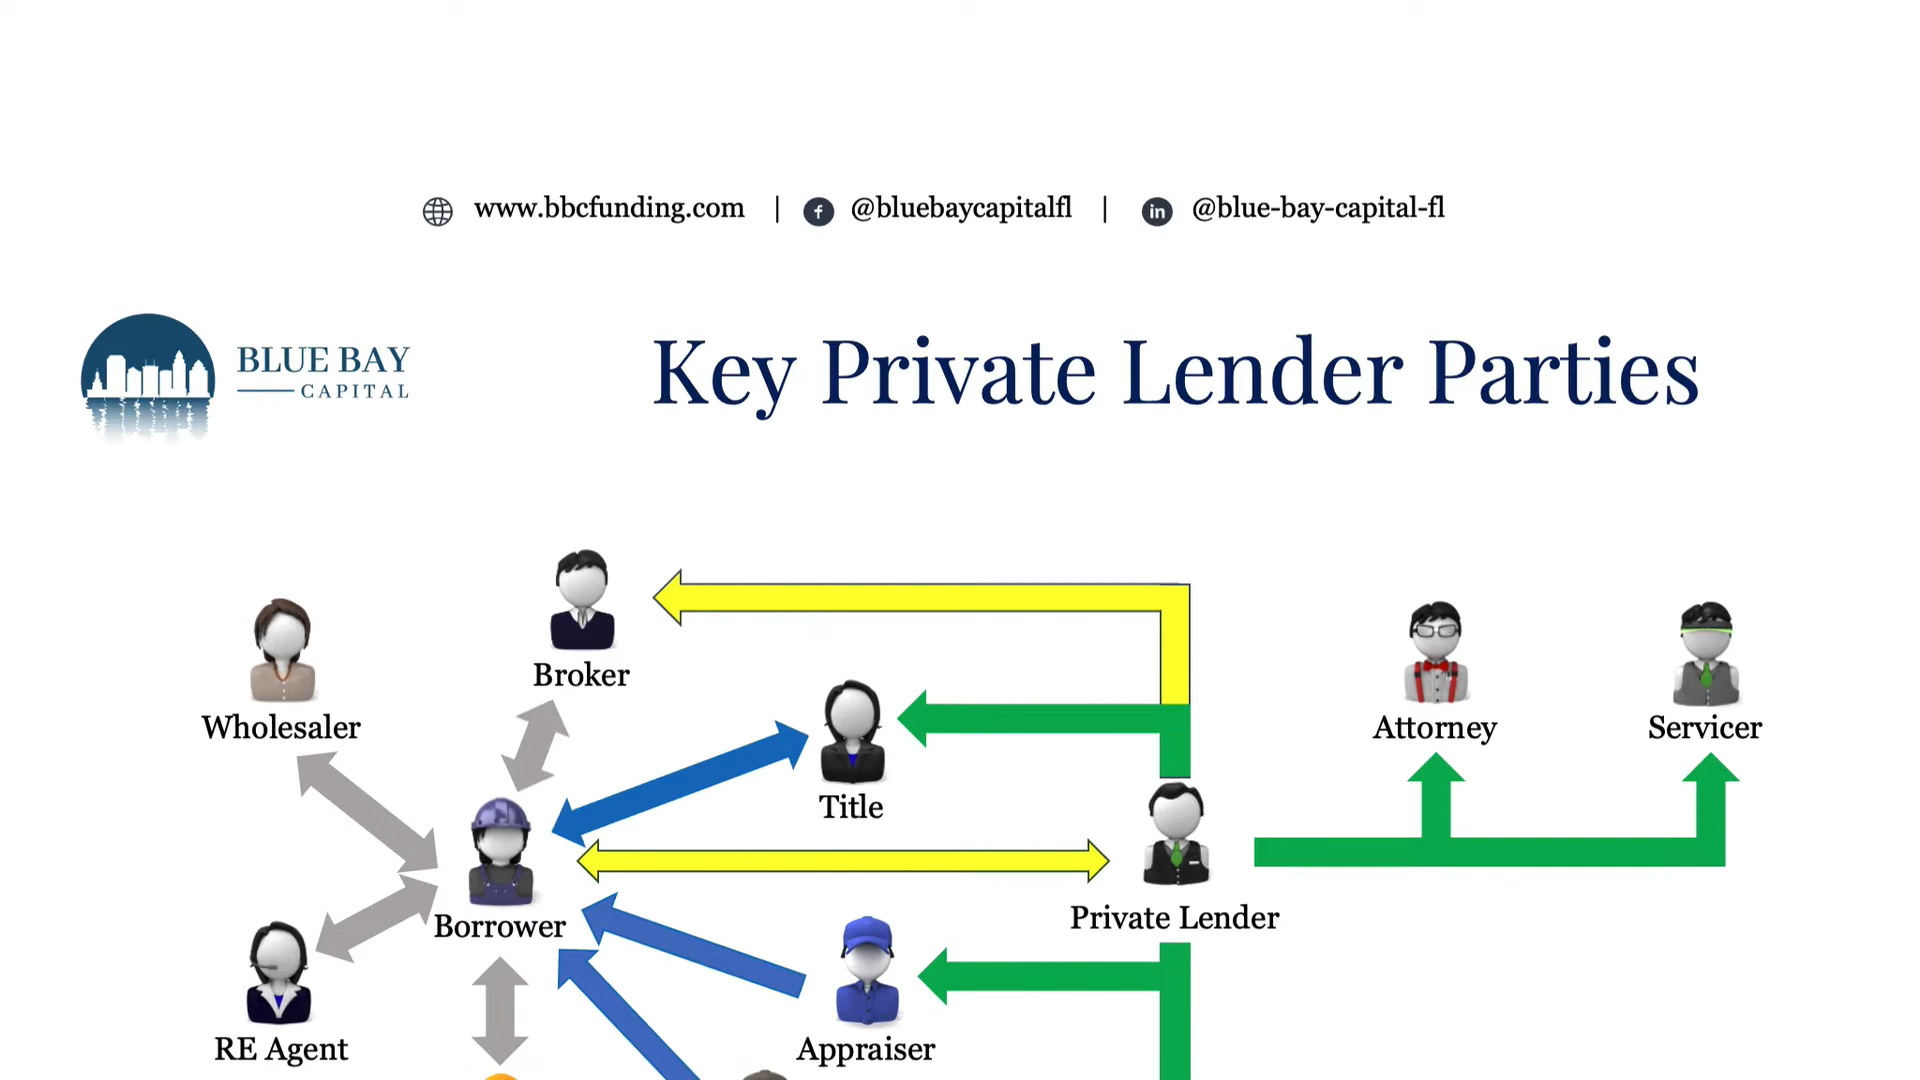 www.bbcfunding.com | @bluebaycapitalfl | @blue-bay-capital-fl
BLUE BAY
CAPITAL
Key Private Lender Parties
Broker
Wholesaler
Attorney
Servicer
Title
Borrower
Private Lender
RE Agent
Appraiser